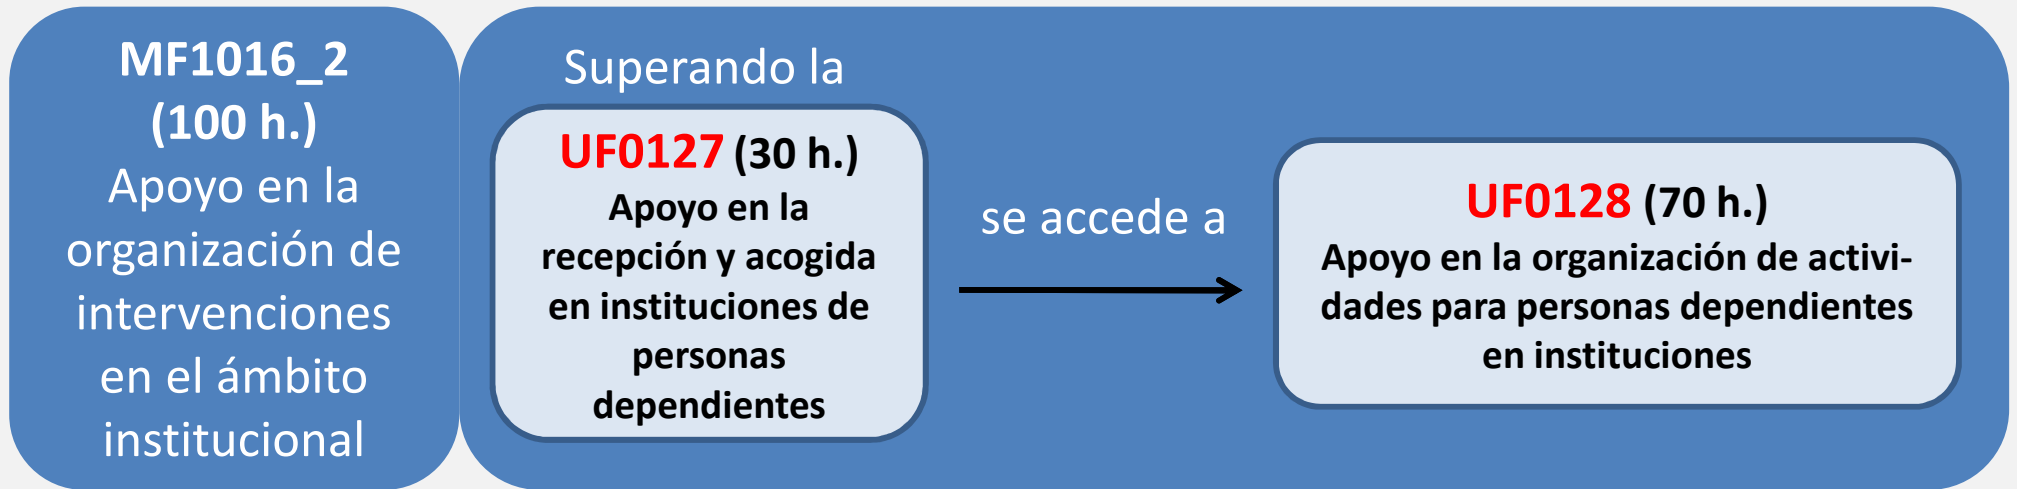 MF1016_2
(100 h.)
Apoyo en la
organización de
intervenciones
en el ámbito
institucional
Superando la
UF0127 (30 h.)
Apoyo en la
recepción y acogida
en instituciones de
personas
dependientes
se accede a
UF0128 (70 h.)
Apoyo en la organización de activi-
dades para personas dependientes
en instituciones